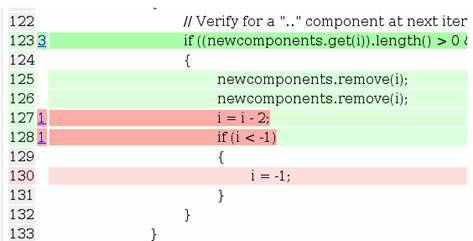 122 // Verify for a ".." component at next iter
123 3 if ((newcomponents.get(i)).length() > 0
124 {
125 newcomponents.remove(i);
126 newcomponents.remove(i);
127 1 i = i - 2;
128 1 if (i < -1)
129 {
130 i = -1;
131 }
132 }
133 }